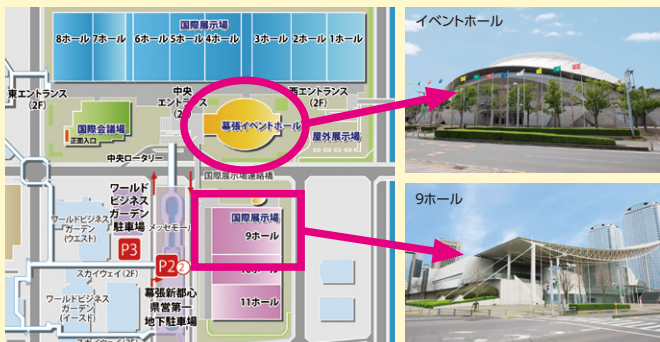 国際展示場
8ホール
7ホール
6ホール
5ホール
4ホール
3ホール
2ホール
1ホール
東エントランス
(2F)
中央
エントランス
西エントランス
(2F)
国際会議場
正面入口
幕張イベントホール
屋外展示場
中央ロータリー
国際展示場連絡橋
ワールド
ビジネス
ガーデン
駐車場
ワールドビジネス
ガーデン
(ウエスト)
メッセモール
P3
P2
2
国際展示場
9ホール
11ホール
スカイウェイ(2F)
幕張新都心
県営第一
地下駐車場
ワールドビジネス
ガーデン
(イースト)
スカイウェイ(2F)
イベントホール
9ホール